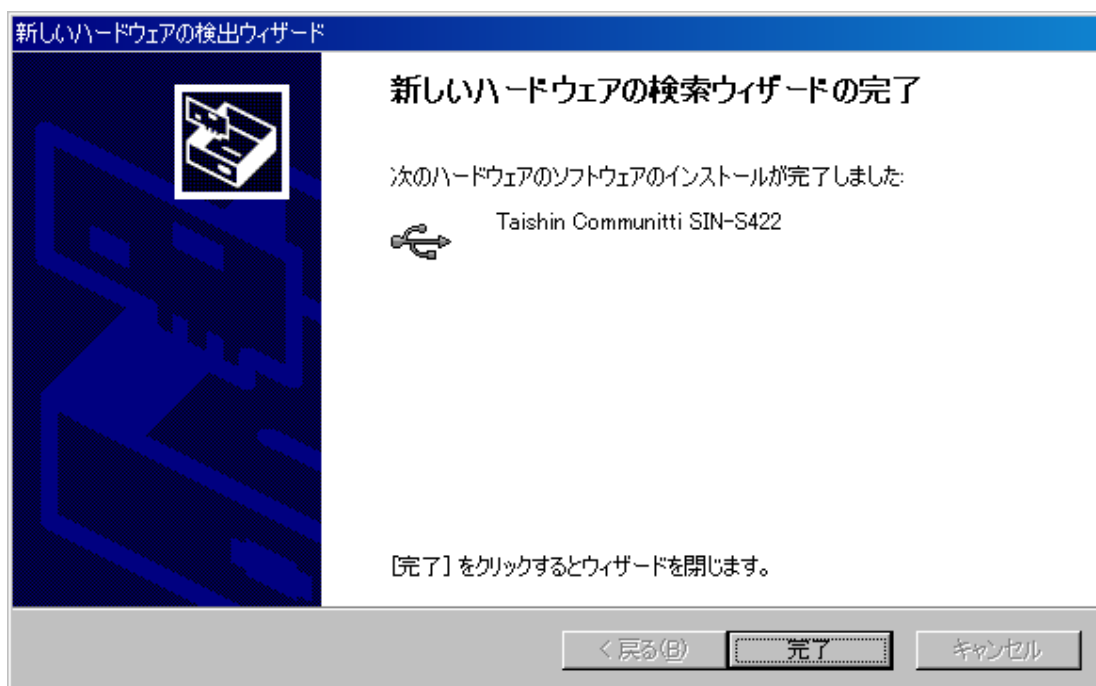 新しいハードウェアの検出ウィザード
新しいハードウェアの検索ウィザードの完了
次のハードウェアのソフトウェアのインストールが完了しました:
Taishin Communitti SIN-S422
[完了] をクリックするとウィザードを閉じます。
< 戻る(B)
完了
キャンセル